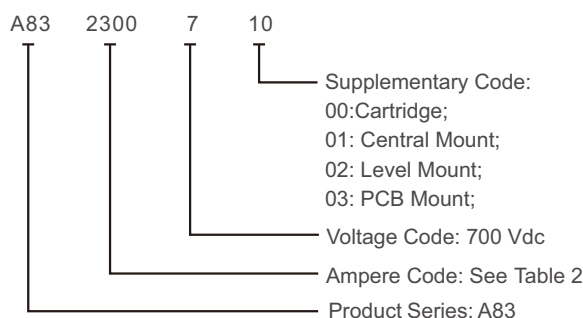 A83 2300 7 10
Supplementary Code:
00:Cartridge;
01: Central Mount;
02: Level Mount;
03: PCB Mount;
Voltage Code: 700 Vdc
Ampere Code: See Table 2
Product Series: A83